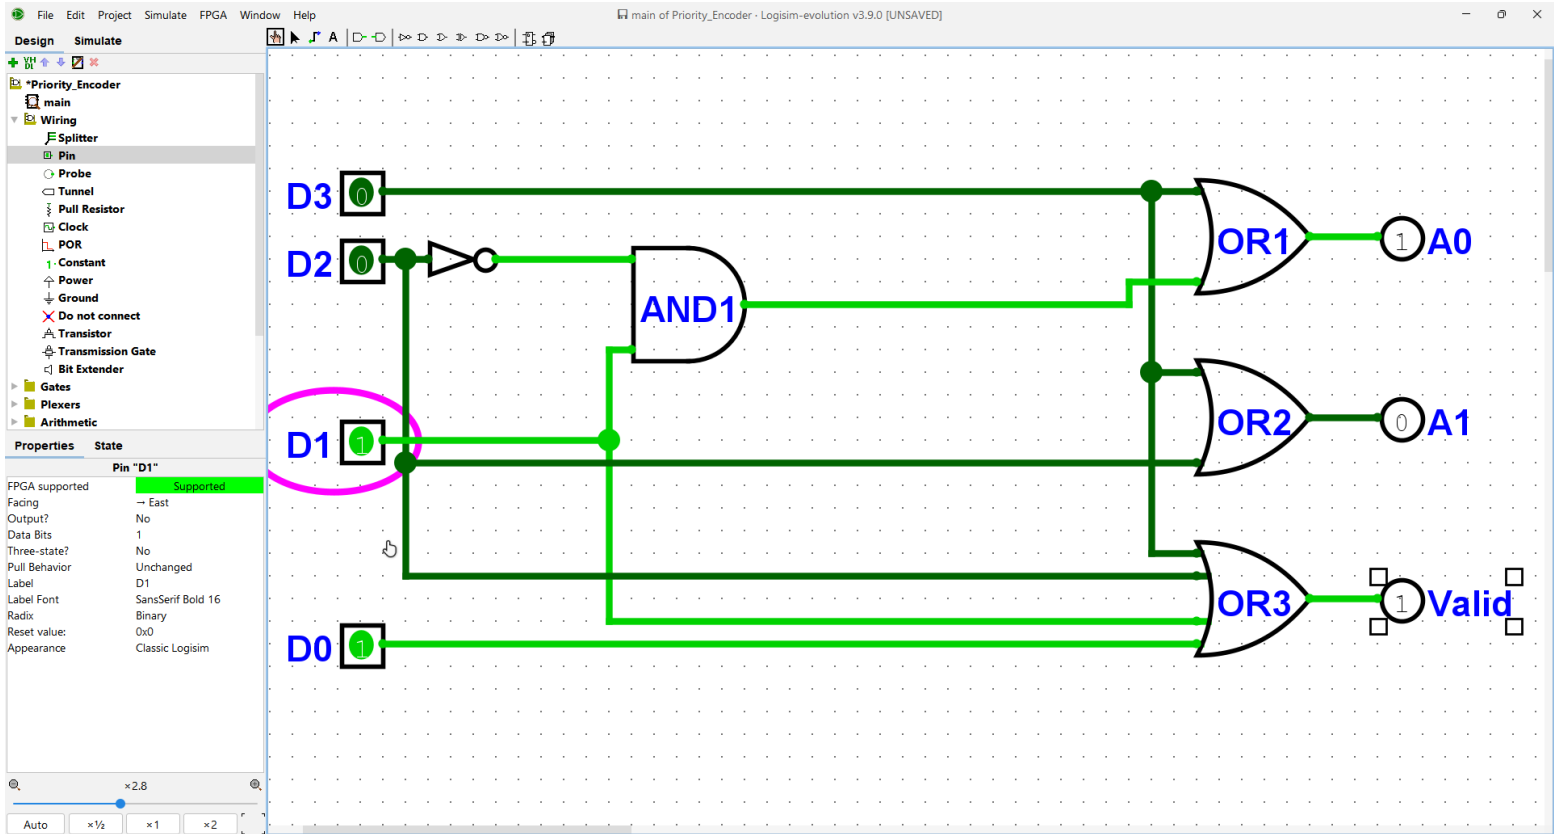 File Edit Project Simulate FPGA Window Help
main of Priority_Encoder - Logisim-evolution v3.9.0 [UNSAVED]
Design Simulate
A
VH
DL
*Priority_Encoder
main
Wiring
Splitter
Pin
Probe
Tunnel
Pull Resistor
Clock
POR
Constant
Power
Ground
Do not connect
Transistor
Transmission Gate
Bit Extender
Gates
Plexers
Arithmetic
Properties State
Pin "D1"
FPGA supported Supported
Facing → East
Output? No
Data Bits 1
Three-state? No
Pull Behavior Unchanged
Label D1
Label Font SansSerif Bold 16
Radix Binary
Reset value: 0x0
Appearance Classic Logisim
×2.8
Auto ×½ ×1 ×2
D3 0
OR1 1 A0
D2 0
AND1
D1 1
OR2 0 A1
OR3 1 Valid
D0 1